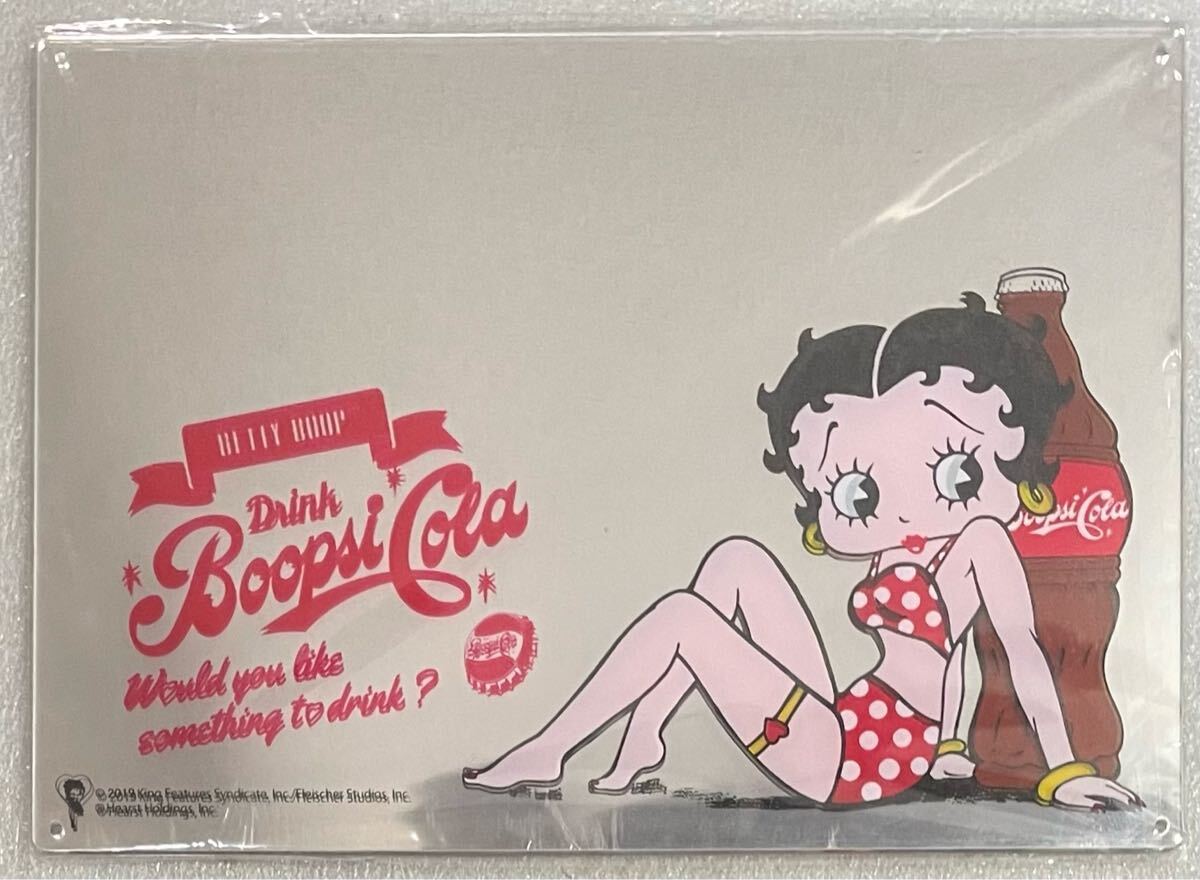 BETTY BOOP
Drink
Boopsi Cola
Would you like
something to drink?
Boopsi Cola
© 2019 King Features Syndicate, Inc./Fleischer Studios, Inc.
© Hearst Holdings, Inc.